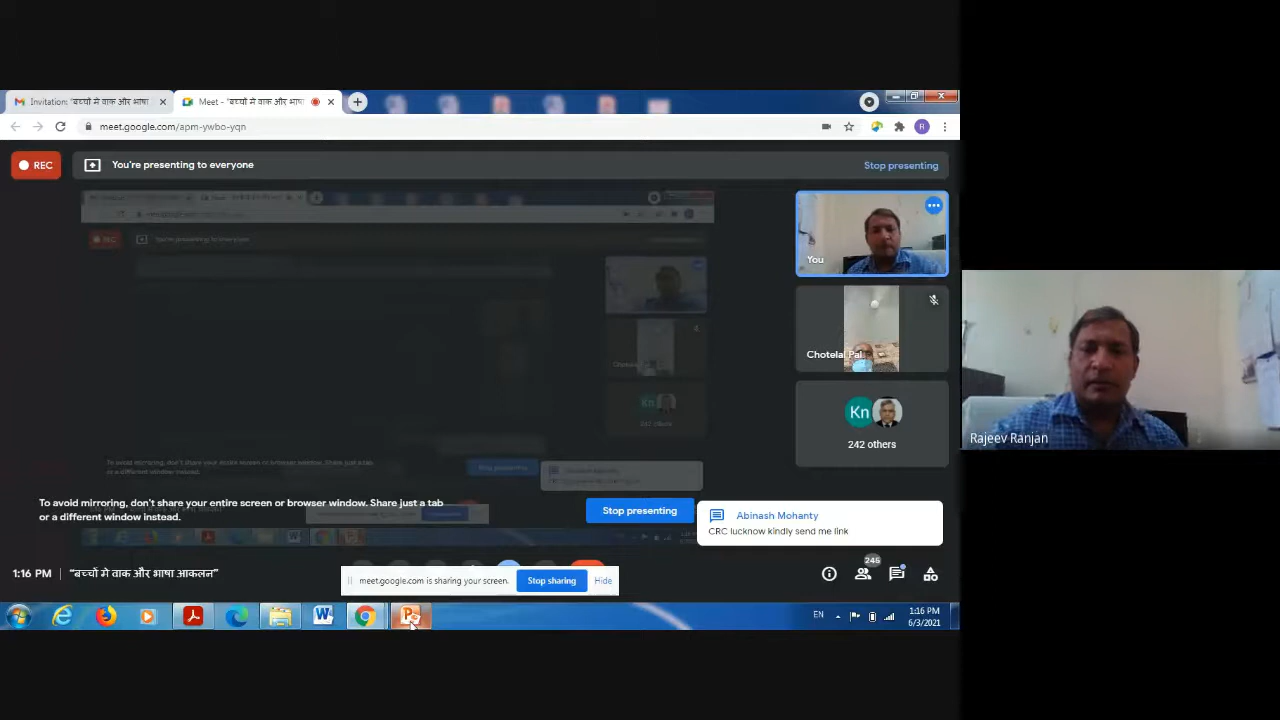 Invitation: "बच्चों में वाक और भाषा
Meet - "बच्चों में वाक और भाषा
meet.google.com/apm-ywbo-yqn
R
REC
You're presenting to everyone
Stop presenting
You
Chotelal Pal
Kn
242 others
To avoid mirroring, don't share your entire screen or browser window. Share just a tab
or a different window instead.
Stop presenting
Abinash Mohanty
CRC lucknow kindly send me link
Rajeev Ranjan
1:16 PM | "बच्चों में वाक और भाषा आकलन"
245
meet.google.com is sharing your screen.
Stop sharing
Hide
EN
1:16 PM
6/3/2021